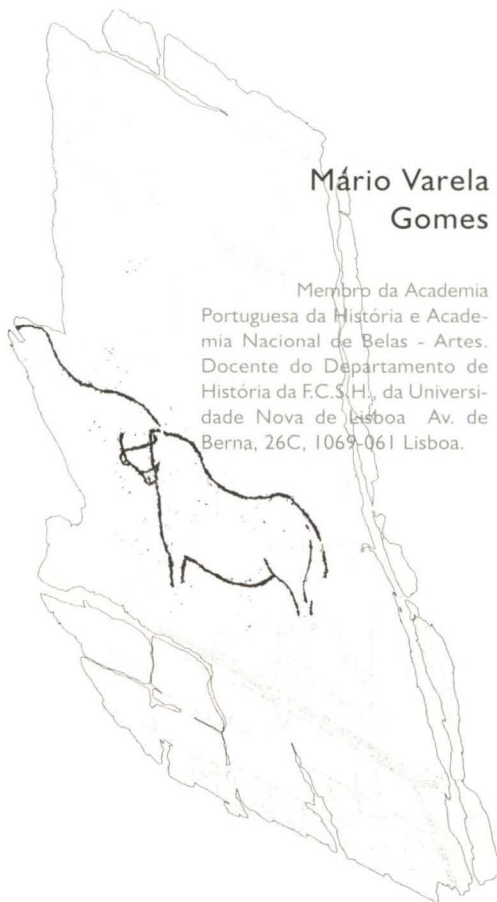 Mário Varela
Gomes
Membro da Academia
Portuguesa da História e Acade-
mia Nacional de Belas - Artes.
Docente do Departamento de
História da F.C.S.H., da Universi-
dade Nova de Lisboa Av. de
Berna, 26C, 1069-061 Lisboa.